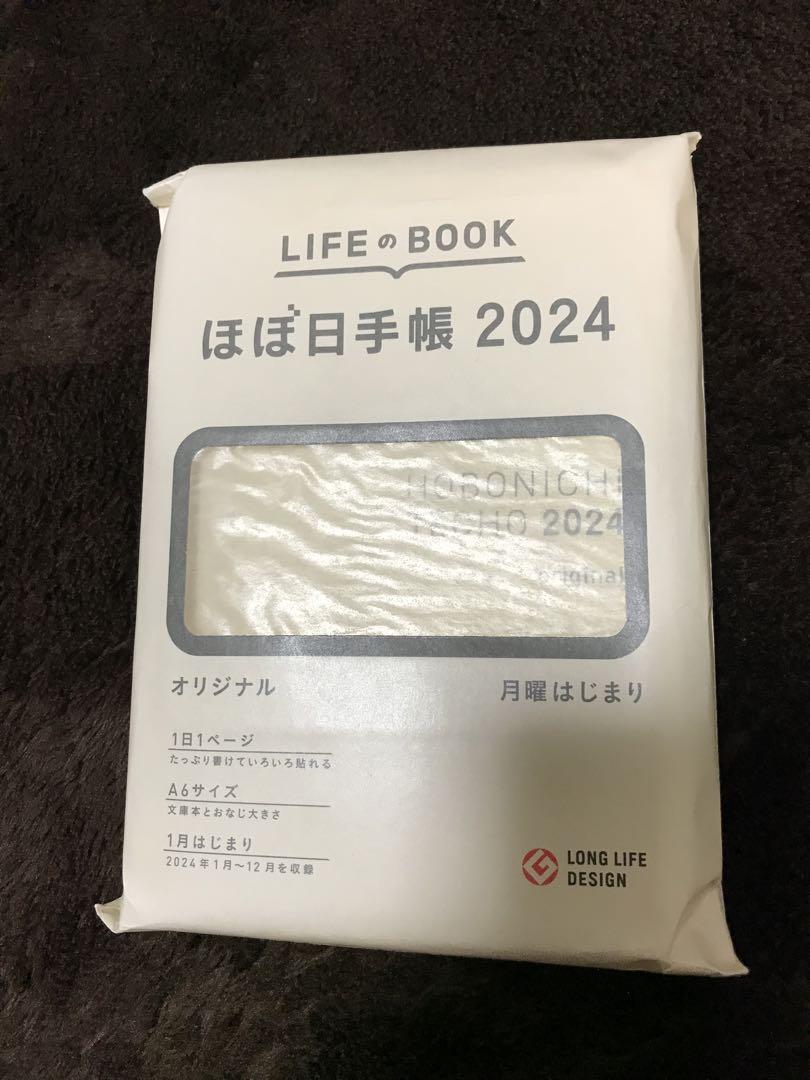 LIFEのBOOK
ほぼ日手帳 2024
HOBONICHI
TECHO 2024
original
オリジナル
月曜はじまり
1日1ページ
たっぷり書けていろいろ貼れる
A6サイズ
文庫本とおなじ大きさ
1月はじまり
2024年1月〜12月を収録
LONG LIFE
DESIGN